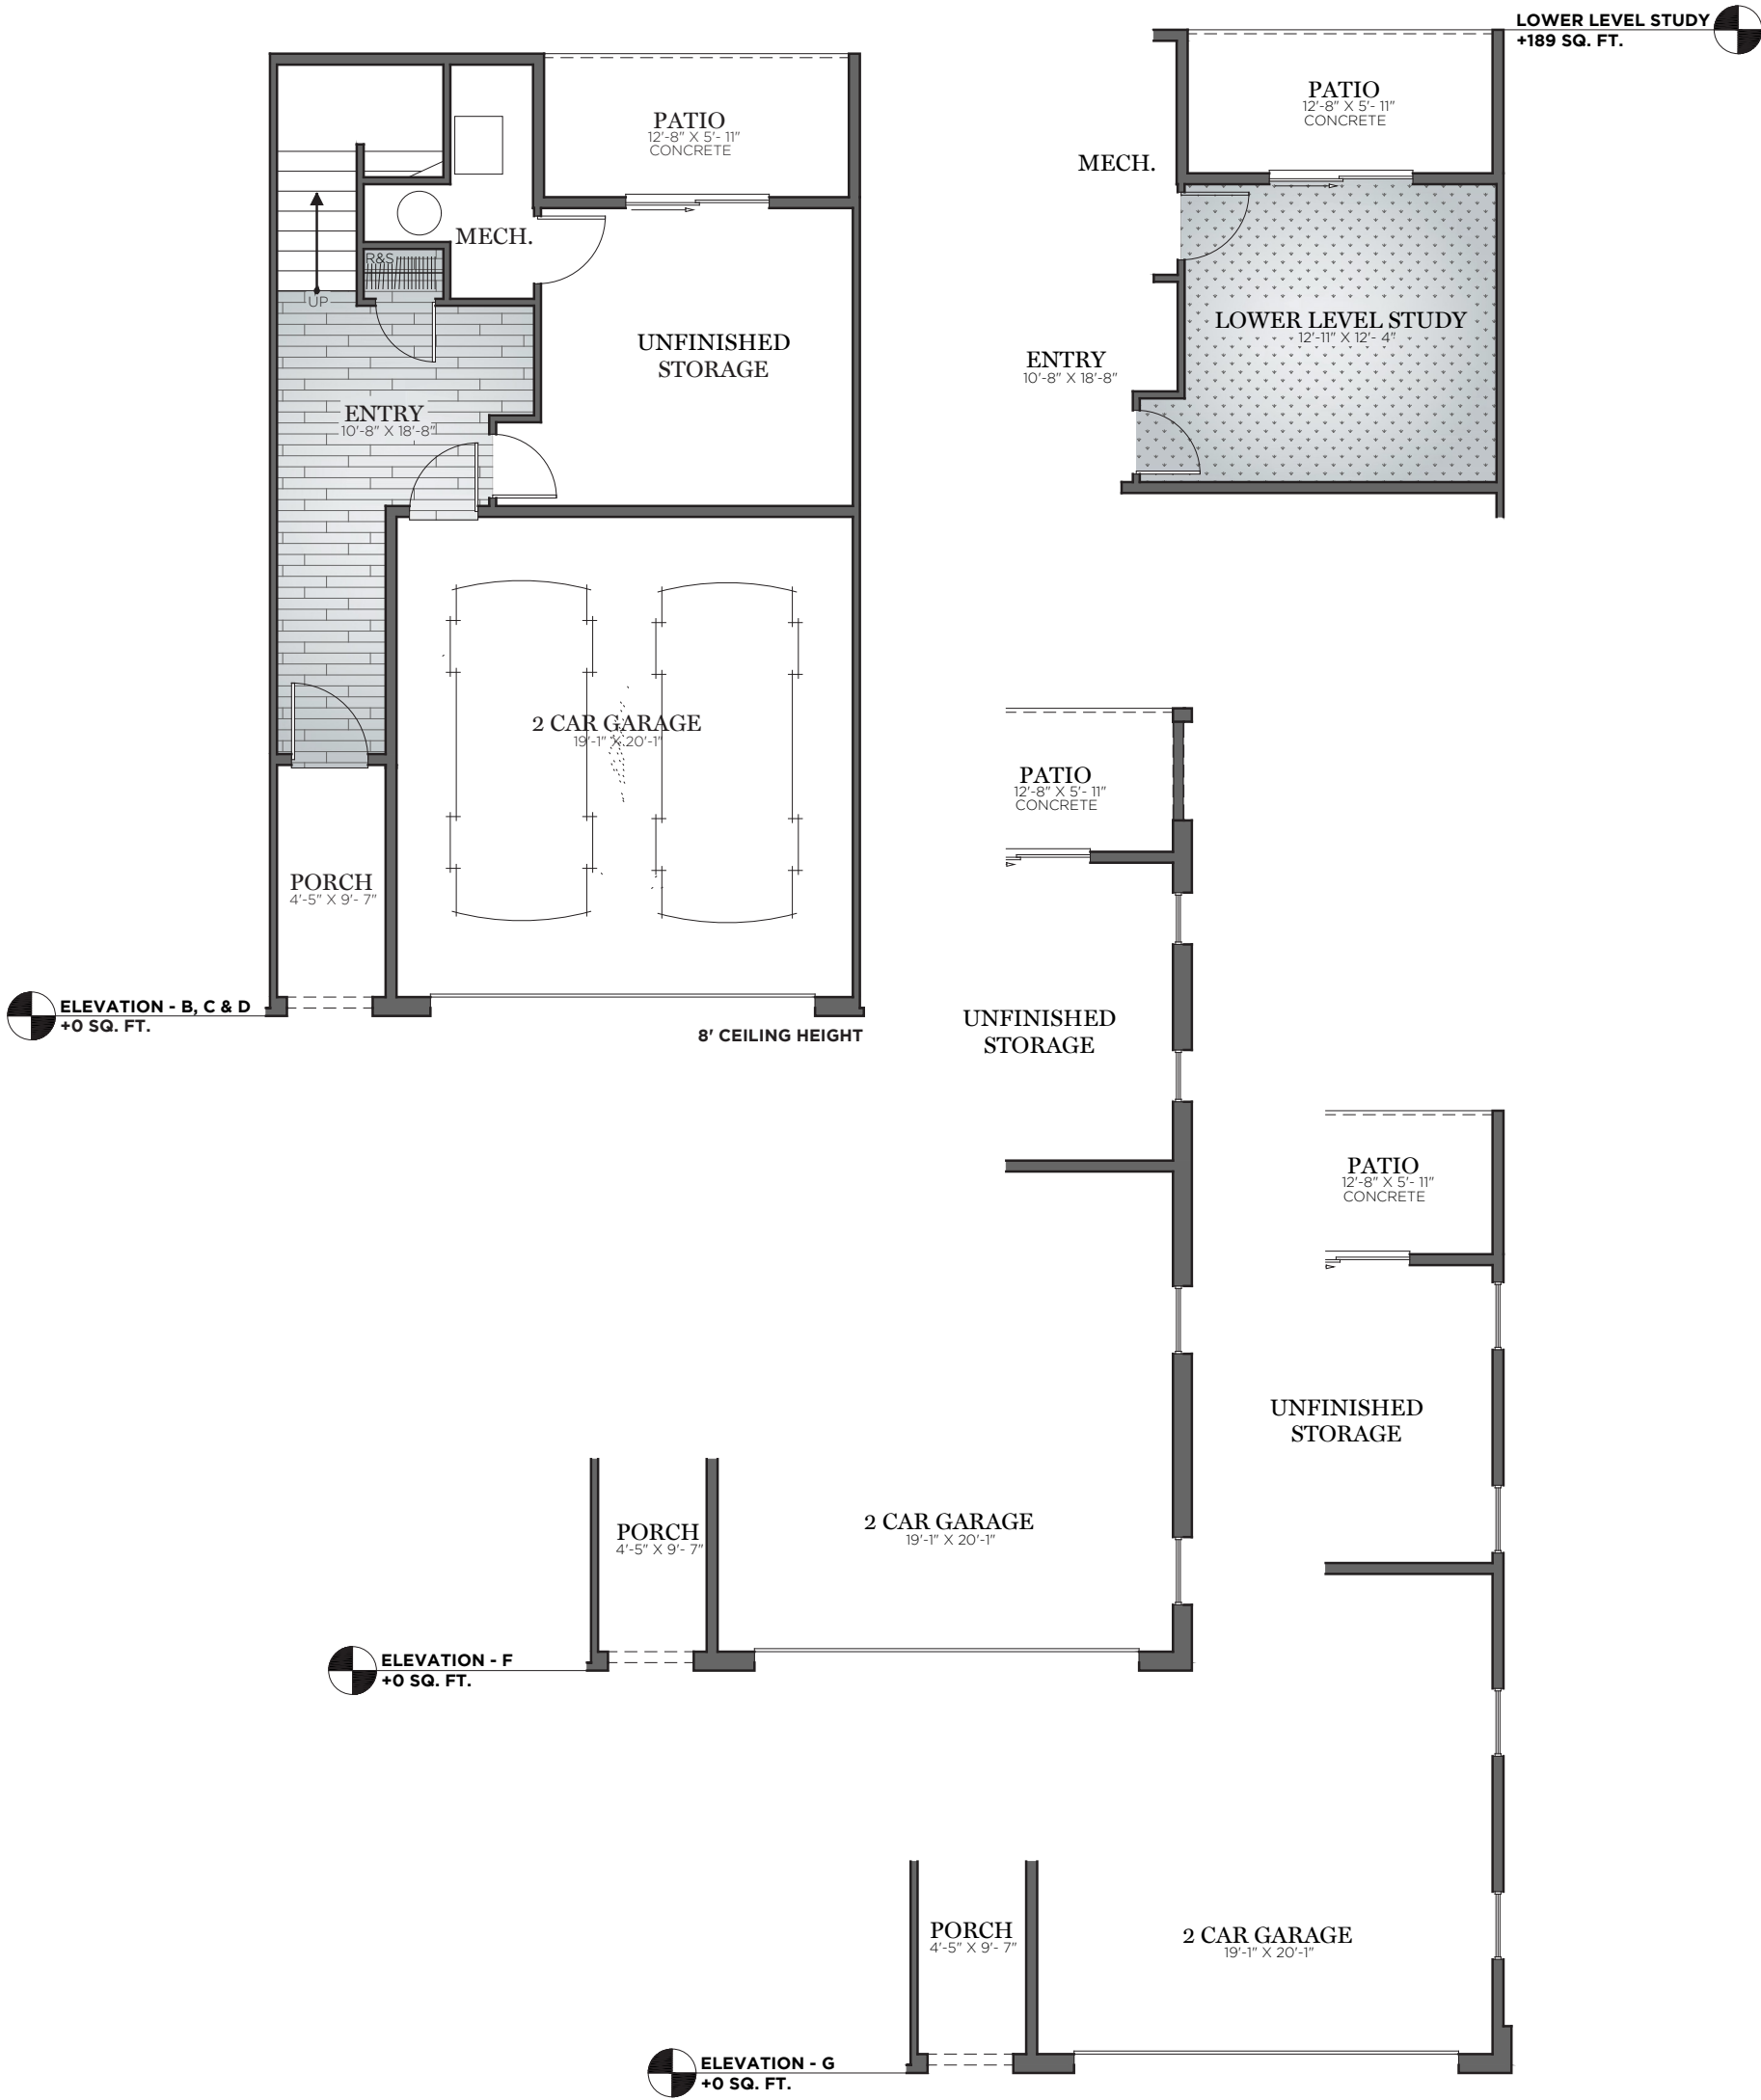 LOWER LEVEL STUDY
+189 SQ. FT.
PATIO
12'-8" X 5'- 11"
CONCRETE
MECH.
R&S
UP
UNFINISHED
STORAGE
ENTRY
10'-8" X 18'-8"
2 CAR GARAGE
19'-1" X 20'-1"
PORCH
4'-5" X 9'- 7"
ELEVATION - B, C & D
+0 SQ. FT.
8' CEILING HEIGHT
PATIO
12'-8" X 5'- 11"
CONCRETE
MECH.
LOWER LEVEL STUDY
12'-11" X 12'- 4"
ENTRY
10'-8" X 18'-8"
PATIO
12'-8" X 5'- 11"
CONCRETE
UNFINISHED
STORAGE
2 CAR GARAGE
19'-1" X 20'-1"
PORCH
4'-5" X 9'- 7"
ELEVATION - F
+0 SQ. FT.
PATIO
12'-8" X 5'- 11"
CONCRETE
UNFINISHED
STORAGE
PORCH
4'-5" X 9'- 7"
2 CAR GARAGE
19'-1" X 20'-1"
ELEVATION - G
+0 SQ. FT.